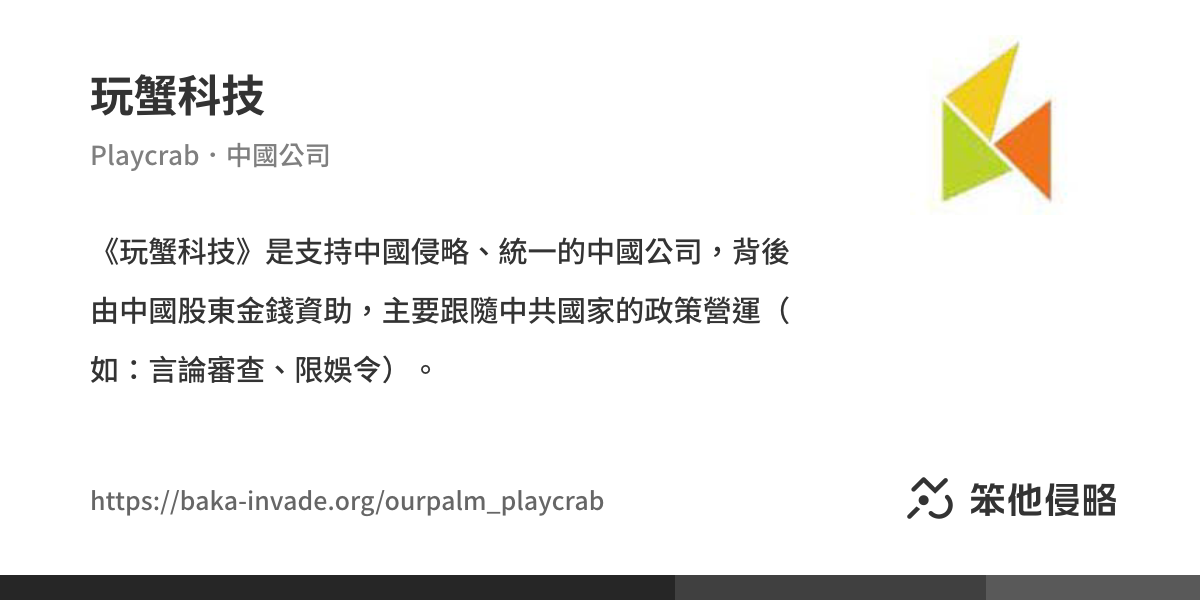 玩蟹科技
Playcrab・中國公司
《玩蟹科技》是支持中國侵略、統一的中國公司，背後
由中國股東金錢資助，主要跟隨中共國家的政策營運（
如：言論審查、限娛令）。
https://baka-invade.org/ourpalm_playcrab
笨他侵略